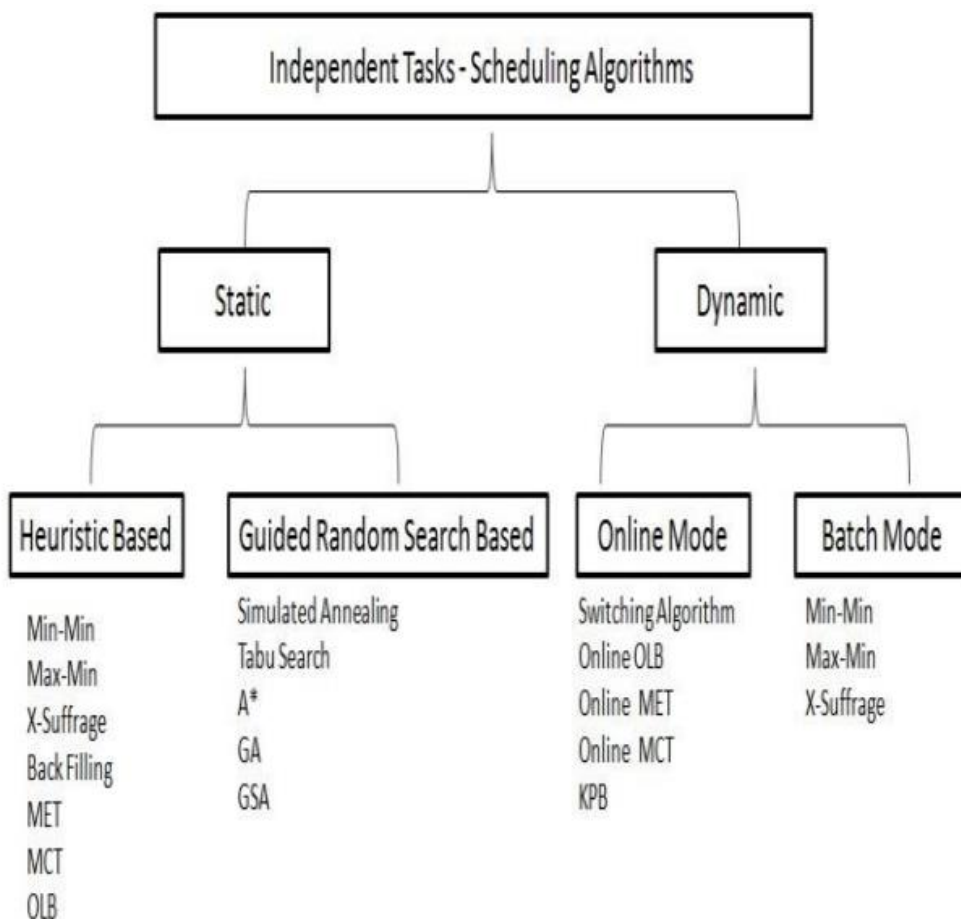 Independent Tasks - Scheduling Algorithms
Static
Dynamic
Heuristic Based
Guided Random Search Based
Online Mode
Batch Mode
Min-Min
Max-Min
X-Suffrage
Back Filling
MET
MCT
OLB
Simulated Annealing
Tabu Search
A*
GA
GSA
Switching Algorithm
Online OLB
Online MET
Online MCT
KPB
Min-Min
Max-Min
X-Suffrage